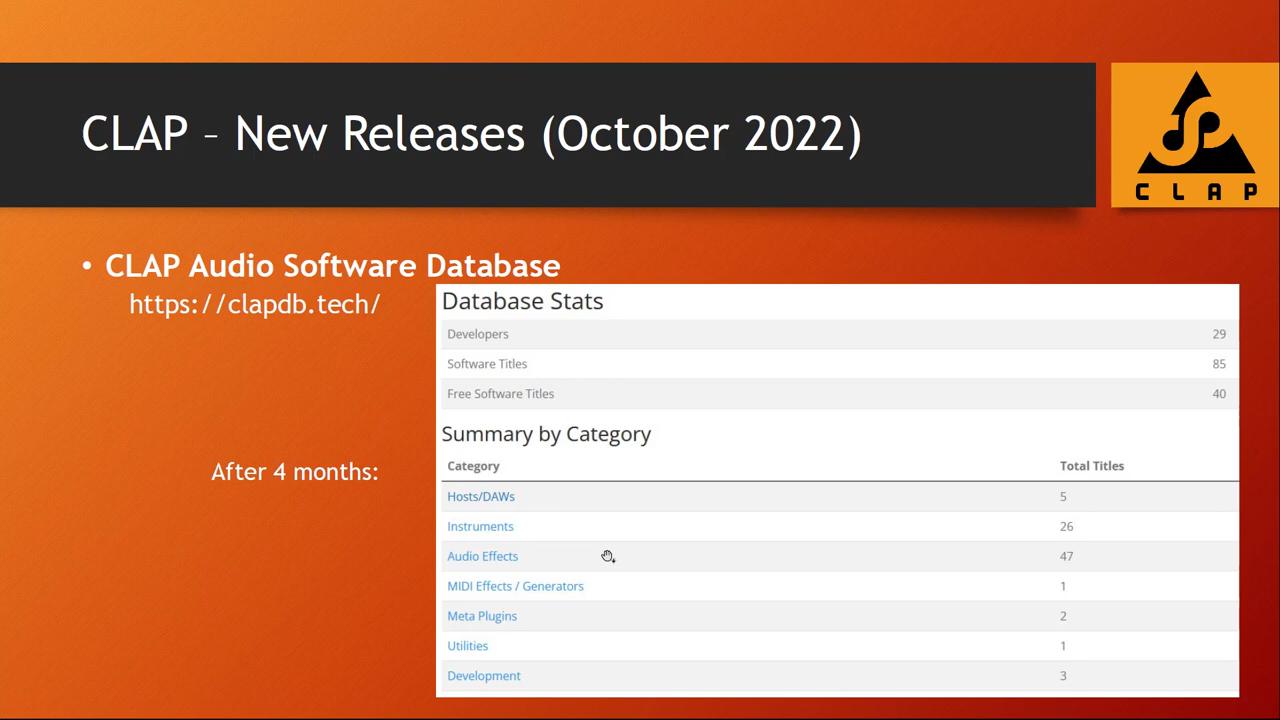 CLAP – New Releases (October 2022)
CLAP
• CLAP Audio Software Database
https://clapdb.tech/
Database Stats
Developers 29
Software Titles 85
Free Software Titles 40
Summary by Category
After 4 months:
Category Total Titles
Hosts/DAWs 5
Instruments 26
Audio Effects 47
MIDI Effects / Generators 1
Meta Plugins 2
Utilities 1
Development 3